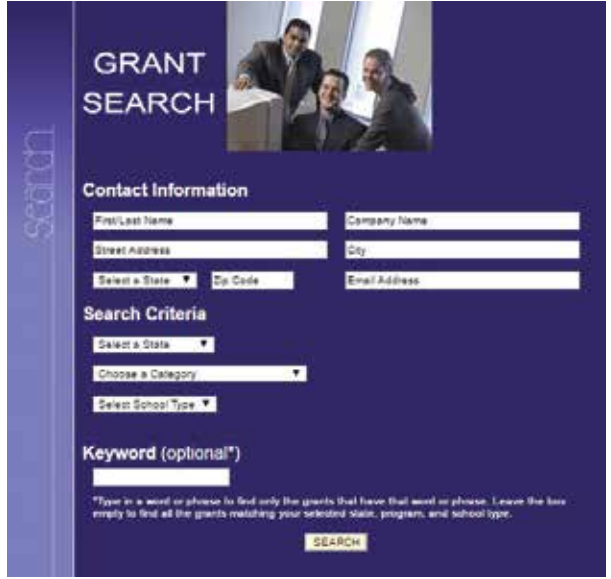 GRANT
SEARCH
Search
Contact Information
First/Last Name
Company Name
Street Address
City
Select a State
Zip Code
Email Address
Search Criteria
Select a State
Choose a Category
Select School Type
Keyword (optional*)
*Type in a word or phrase to find only the grants that have that word or phrase. Leave the box
empty to find all the grants matching your selected state, program, and school type.
SEARCH